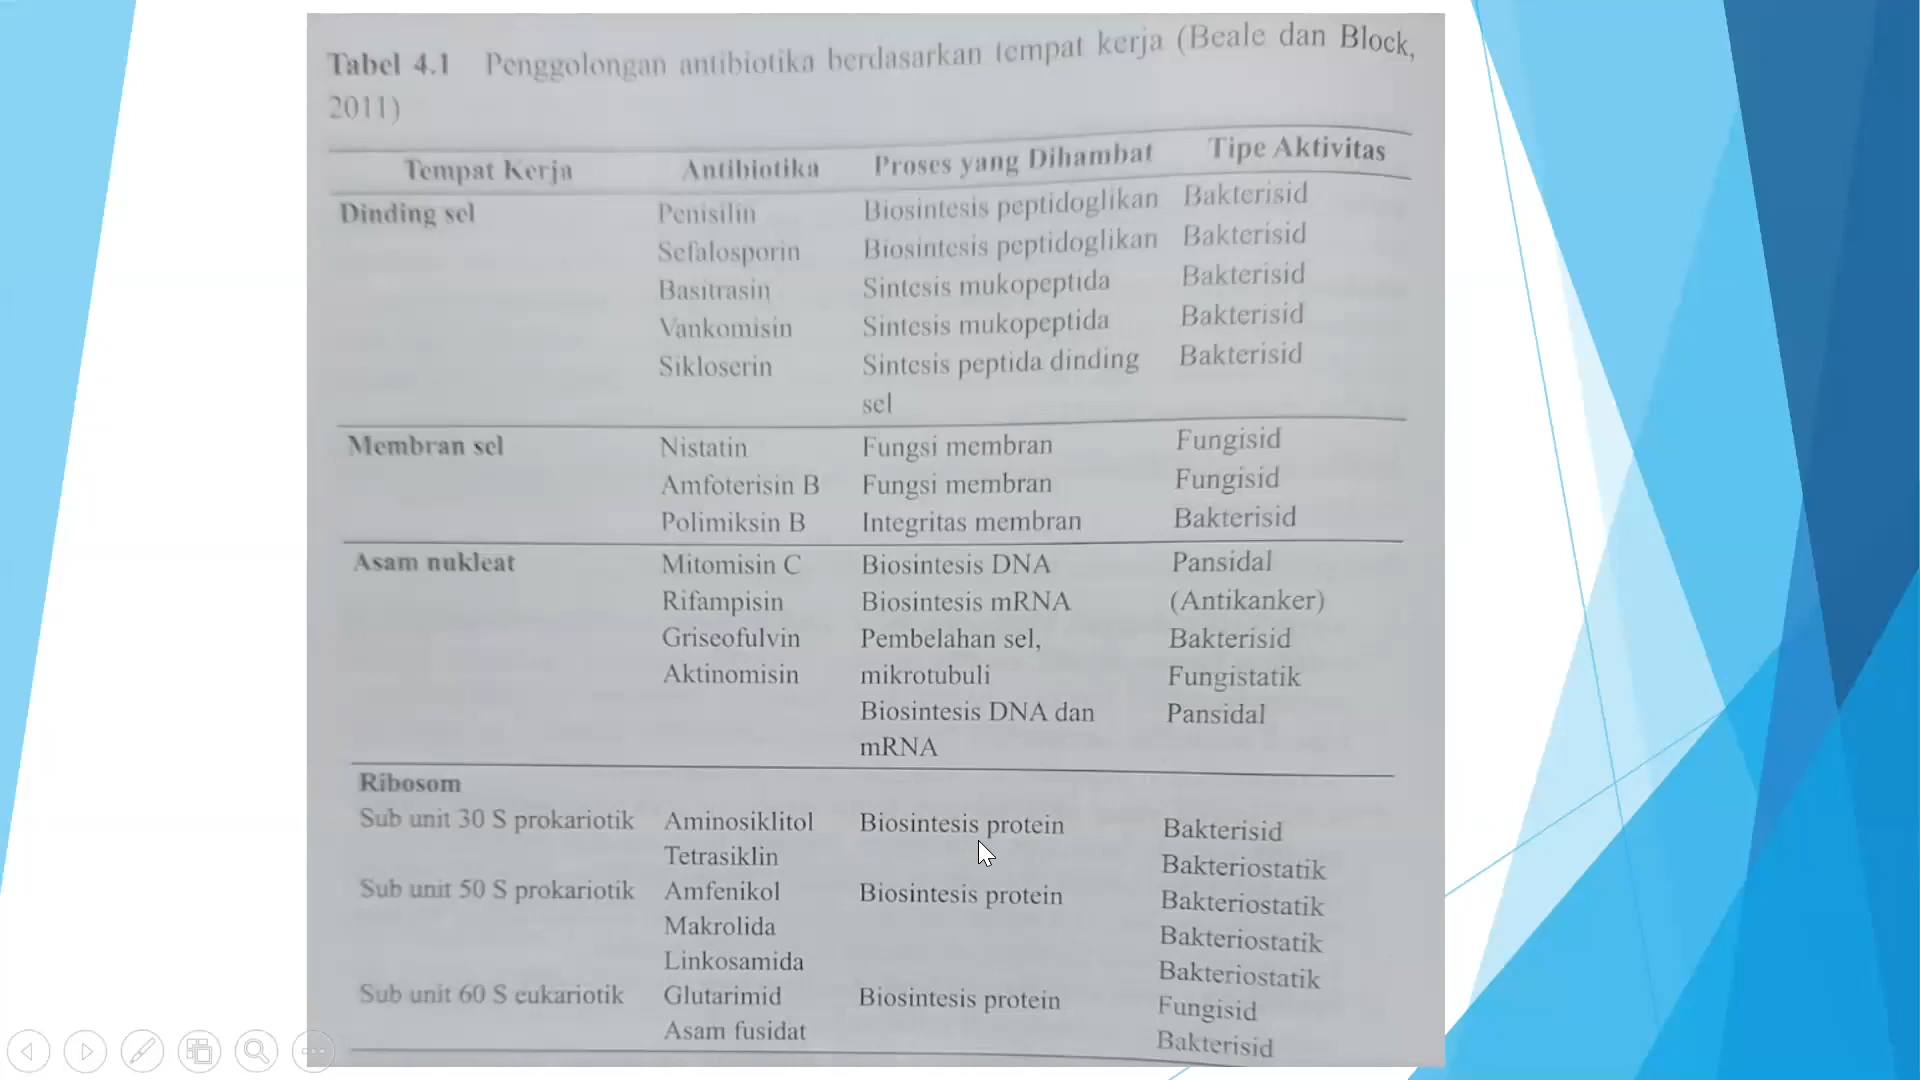 Tabel 4.1 Penggolongan antibiotika berdasarkan tempat kerja (Beale dan Block,
2011)
Tempat Kerja Antibiotika Proses yang Dihambat Tipe Aktivitas
Dinding sel Penisilin Biosintesis peptidoglikan Bakterisid
Sefalosporin Biosintesis peptidoglikan Bakterisid
Basitrasin Sintesis mukopeptida Bakterisid
Vankomisin Sintesis mukopeptida Bakterisid
Sikloserin Sintesis peptida dinding Bakterisid
sel
Membran sel Nistatin Fungsi membran Fungisid
Amfoterisin B Fungsi membran Fungisid
Polimiksin B Integritas membran Bakterisid
Asam nukleat Mitomisin C Biosintesis DNA Pansidal
Rifampisin Biosintesis mRNA (Antikanker)
Griseofulvin Pembelahan sel, Bakterisid
Aktinomisin mikrotubuli Fungistatik
Biosintesis DNA dan Pansidal
mRNA
Ribosom
Sub unit 30 S prokariotik Aminosiklitol Biosintesis protein Bakterisid
Tetrasiklin Bakteriostatik
Sub unit 50 S prokariotik Amfenikol Biosintesis protein Bakteriostatik
Makrolida Bakteriostatik
Linkosamida Bakteriostatik
Sub unit 60 S eukariotik Glutarimid Biosintesis protein Fungisid
Asam fusidat Bakterisid